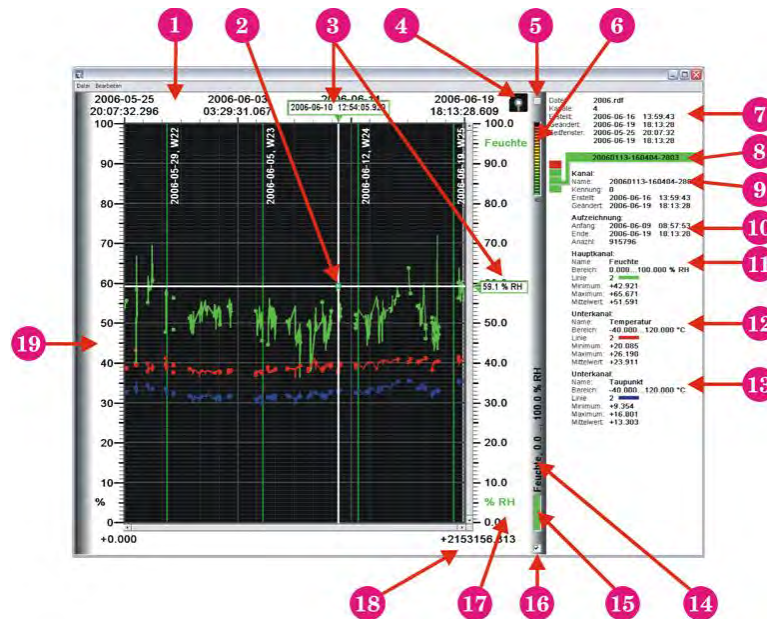 1
2
3
4
5
6
Datei Bearbeiten
2006-05-25
20:07:32.296
2006-06-03
03:29:31.067
2006-06-10 12:54:05.923
2006-06-19
18:13:28.609
100
90
80
70
60
50
40
30
20
10
0
%
2006-05-29, W22
2006-06-05, W23
2006-06-12, W24
2006-06-19, W25
100.0
Feuchte
90.0
80.0
70.0
59.1 % RH
50.0
40.0
30.0
20.0
10.0
% RH
0.0
+0.000
+2153156.313
Feuchte, 0.0 ... 100.0 % RH
Datei: 2006.rdf
Kanäle: 4
Erstellt: 2006-06-16 13:59:43
Geändert: 2006-06-19 18:13:28
Zeitfenster: 2006-05-25 20:07:32
2006-06-19 18:13:28
7
20060113-160404-2803
8
Kanal:
Name: 20060113-160404-280
9
Kennung: 0
Erstellt: 2006-06-16 13:59:43
Geändert: 2006-06-19 18:13:28
Aufzeichnung:
Anfang: 2006-06-09 08:57:53
10
Ende: 2006-06-19 18:13:28
Anzahl: 915796
Hauptkanal:
Name: Feuchte
11
Bereich: 0.000...100.000 % RH
Linie: 2
Minimum: +42.921
Maximum: +65.671
Mittelwert: +51.591
Unterkanal:
Name: Temperatur
12
Bereich: -40.000...120.000 °C
Linie: 2
Minimum: +20.085
Maximum: +26.190
Mittelwert: +23.911
Unterkanal:
Name: Taupunkt
13
Bereich: -40.000...120.000 °C
Linie: 2
Minimum: +9.354
Maximum: +16.801
Mittelwert: +13.303
19
18
17
16
15
14